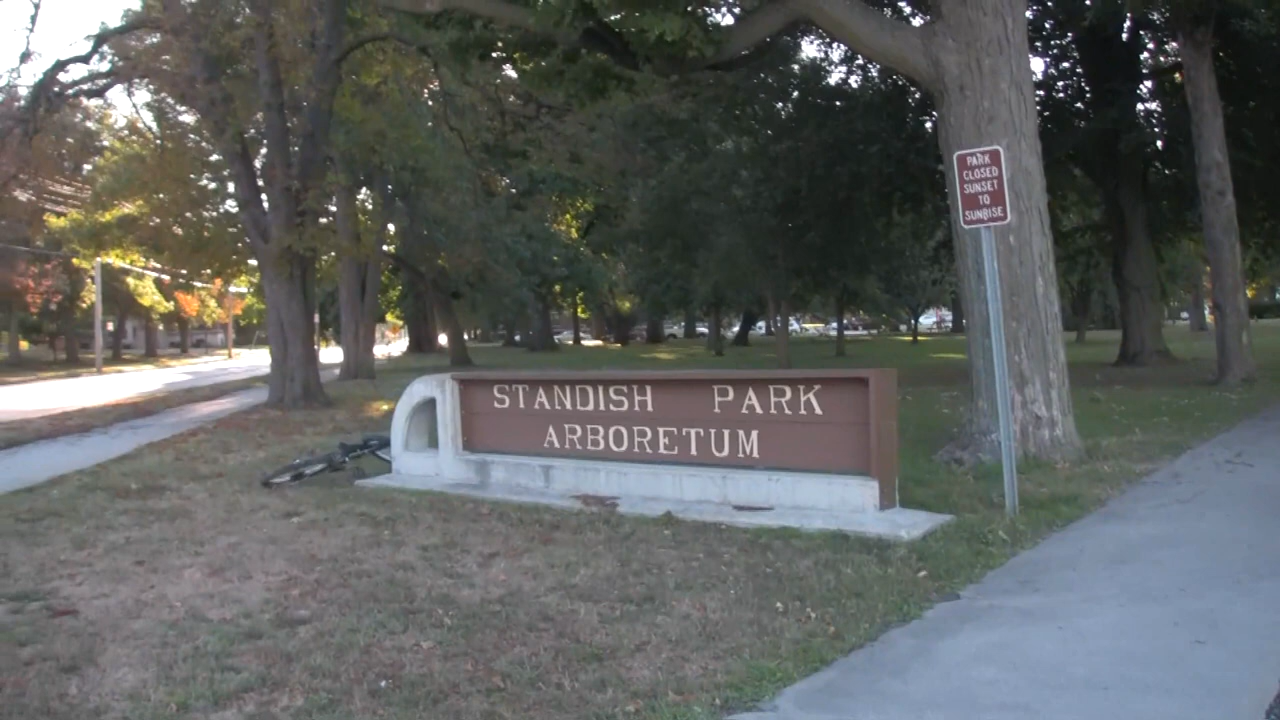 STANDISH PARK
ARBORETUM
PARK
CLOSED
SUNSET
TO
SUNRISE